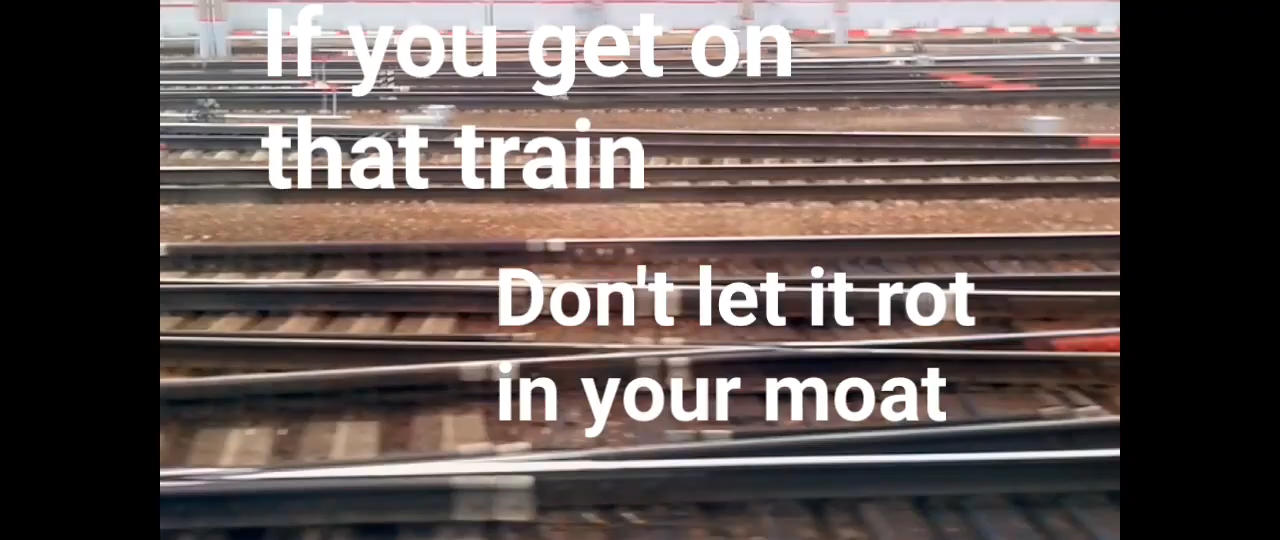 If you get on
that train
Don't let it rot
in your moat